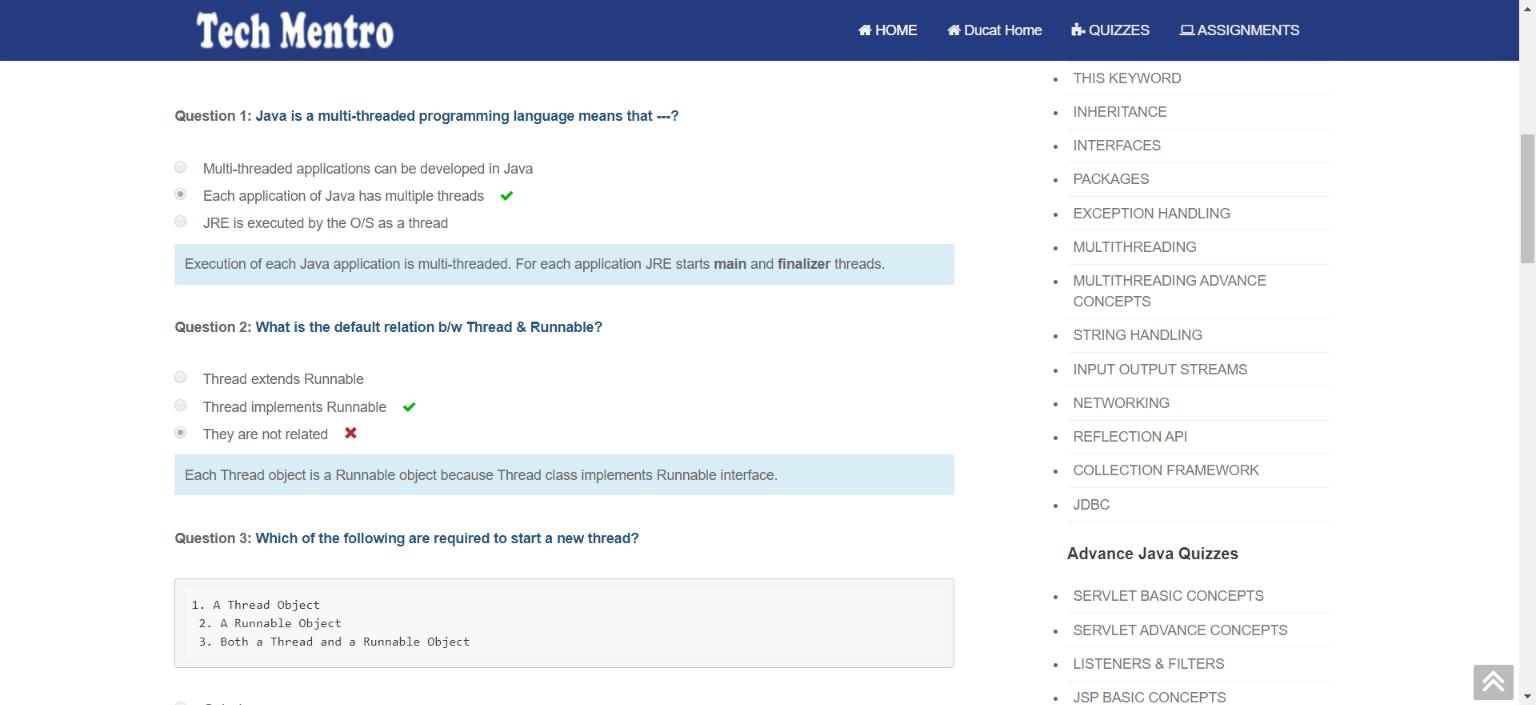 Tech Mentro
HOME
Ducat Home
QUIZZES
ASSIGNMENTS
Question 1: Java is a multi-threaded programming language means that ---?
Multi-threaded applications can be developed in Java
Each application of Java has multiple threads
JRE is executed by the O/S as a thread
Execution of each Java application is multi-threaded. For each application JRE starts main and finalizer threads.
Question 2: What is the default relation b/w Thread & Runnable?
Thread extends Runnable
Thread implements Runnable
They are not related
Each Thread object is a Runnable object because Thread class implements Runnable interface.
Question 3: Which of the following are required to start a new thread?
1. A Thread Object
2. A Runnable Object
3. Both a Thread and a Runnable Object
THIS KEYWORD
INHERITANCE
INTERFACES
PACKAGES
EXCEPTION HANDLING
MULTITHREADING
MULTITHREADING ADVANCE
CONCEPTS
STRING HANDLING
INPUT OUTPUT STREAMS
NETWORKING
REFLECTION API
COLLECTION FRAMEWORK
JDBC
Advance Java Quizzes
SERVLET BASIC CONCEPTS
SERVLET ADVANCE CONCEPTS
LISTENERS & FILTERS
JSP BASIC CONCEPTS